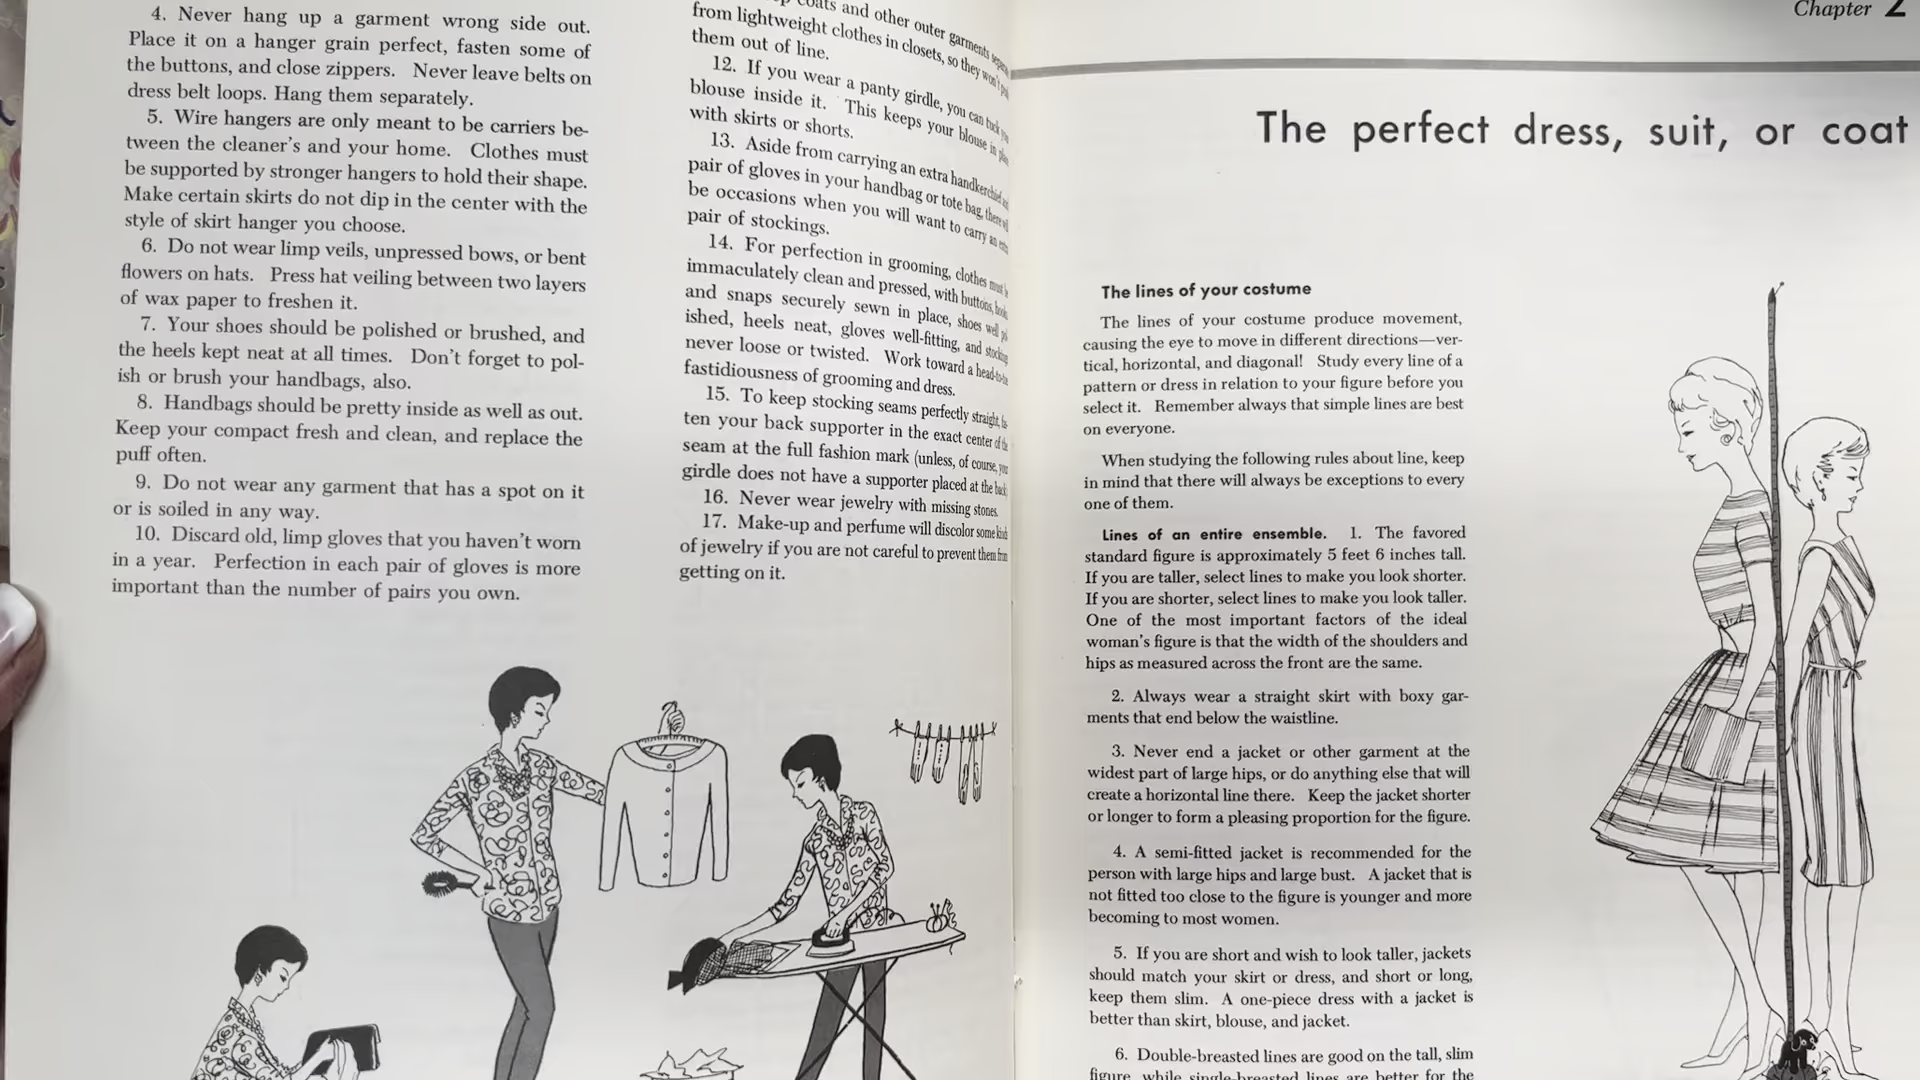 4. Never hang up a garment wrong side out.
Place it on a hanger grain perfect, fasten some of
the buttons, and close zippers. Never leave belts on
dress belt loops. Hang them separately.
5. Wire hangers are only meant to be carriers be-
tween the cleaner's and your home. Clothes must
be supported by stronger hangers to hold their shape.
Make certain skirts do not dip in the center with the
style of skirt hanger you choose.
6. Do not wear limp veils, unpressed bows, or bent
flowers on hats. Press hat veiling between two layers
of wax paper to freshen it.
7. Your shoes should be polished or brushed, and
the heels kept neat at all times. Don't forget to pol-
ish or brush your handbags, also.
8. Handbags should be pretty inside as well as out.
Keep your compact fresh and clean, and replace the
puff often.
9. Do not wear any garment that has a spot on it
or is soiled in any way.
10. Discard old, limp gloves that you haven't worn
in a year. Perfection in each pair of gloves is more
important than the number of pairs you own.
coats and other outer garments
from lightweight clothes in closets, so they won't
them out of line.
12. If you wear a panty girdle, you can tuck
blouse inside it. This keeps your blouse in
with skirts or shorts.
13. Aside from carrying an extra handkerchief
pair of gloves in your handbag or tote bag, there
be occasions when you will want to carry an
pair of stockings.
14. For perfection in grooming, clothes must
immaculately clean and pressed, with buttons,
and snaps securely sewn in place, shoes well pol-
ished, heels neat, gloves well-fitting, and
never loose or twisted. Work toward a head-to-toe
fastidiousness of grooming and dress.
15. To keep stocking seams perfectly straight, fas-
ten your back supporter in the exact center of the
seam at the full fashion mark (unless, of course, your
girdle does not have a supporter placed at the back).
16. Never wear jewelry with missing stones.
17. Make-up and perfume will discolor some kinds
of jewelry if you are not careful to prevent them from
getting on it.
Chapter 2
The perfect dress, suit, or coat
The lines of your costume
The lines of your costume produce movement,
causing the eye to move in different directions—ver-
tical, horizontal, and diagonal! Study every line of a
pattern or dress in relation to your figure before you
select it. Remember always that simple lines are best
on everyone.
When studying the following rules about line, keep
in mind that there will always be exceptions to every
one of them.
Lines of an entire ensemble. 1. The favored
standard figure is approximately 5 feet 6 inches tall.
If you are taller, select lines to make you look shorter.
If you are shorter, select lines to make you look taller.
One of the most important factors of the ideal
woman's figure is that the width of the shoulders and
hips as measured across the front are the same.
2. Always wear a straight skirt with boxy gar-
ments that end below the waistline.
3. Never end a jacket or other garment at the
widest part of large hips, or do anything else that will
create a horizontal line there. Keep the jacket shorter
or longer to form a pleasing proportion for the figure.
4. A semi-fitted jacket is recommended for the
person with large hips and large bust. A jacket that is
not fitted too close to the figure is younger and more
becoming to most women.
5. If you are short and wish to look taller, jackets
should match your skirt or dress, and short or long,
keep them slim. A one-piece dress with a jacket is
better than skirt, blouse, and jacket.
6. Double-breasted lines are good on the tall, slim
figure, while single-breasted lines are better for the